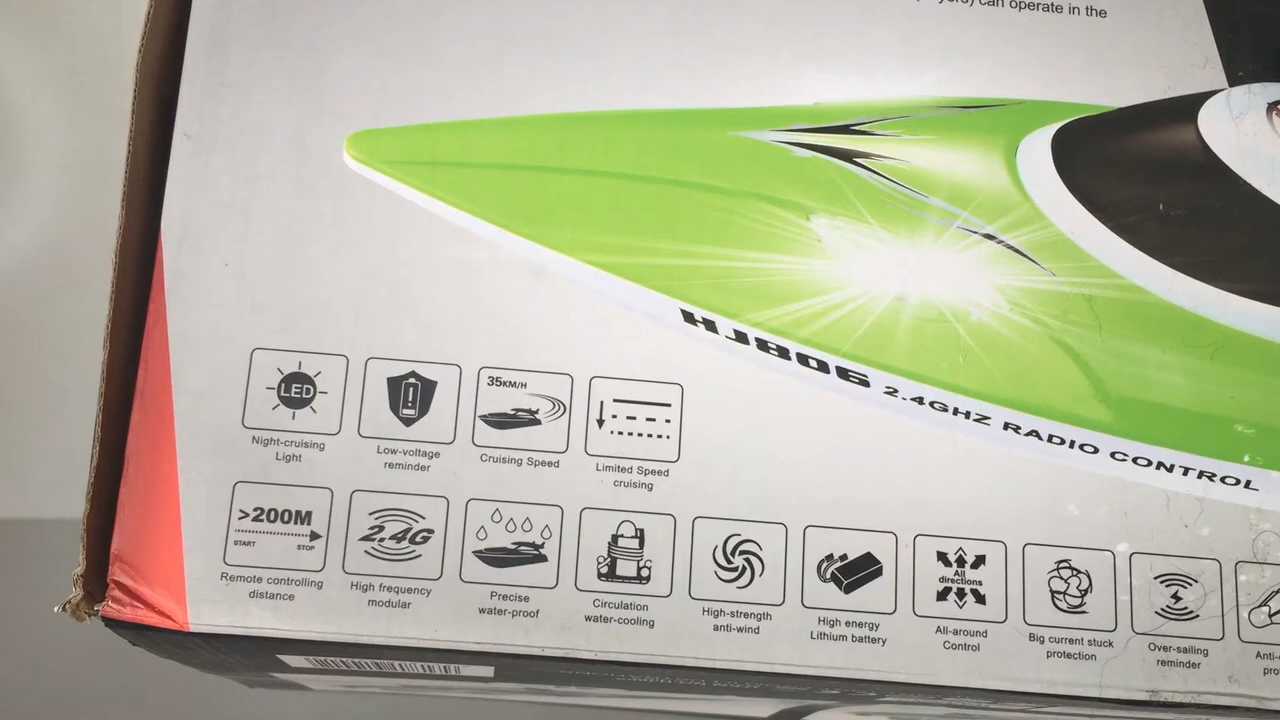 can operate in the
HJ806 2.4GHZ RADIO CONTROL
LED
Night-cruising
Light
Low-voltage
reminder
35KM/H
Cruising Speed
Limited Speed
cruising
>200M
START STOP
Remote controlling
distance
2.4G
High frequency
modular
Precise
water-proof
Circulation
water-cooling
High-strength
anti-wind
High energy
Lithium battery
All
directions
All-around
Control
Big current stuck
protection
Over-sailing
reminder